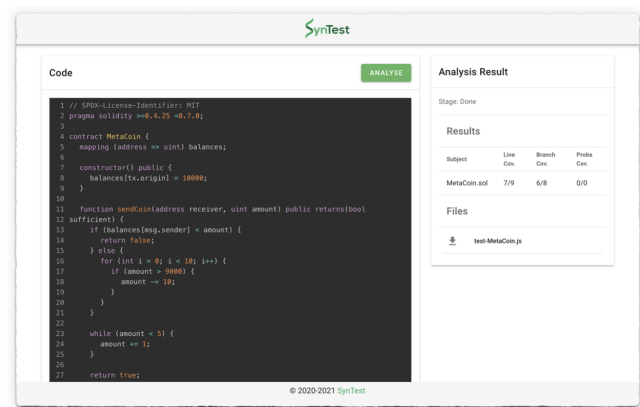 SynTest
Code
ANALYSE
1 // SPDX-License-Identifier: MIT
2 pragma solidity >=0.4.25 <0.7.0;
3
4 contract MetaCoin {
5 mapping (address => uint) balances;
6
7 constructor() public {
8 balances[tx.origin] = 10000;
9 }
10
11 function sendCoin(address receiver, uint amount) public returns(bool
12 sufficient) {
13 if (balances[msg.sender] < amount) {
14 return false;
15 } else {
16 for (int i = 0; i < 10; i++) {
17 if (amount > 9000) {
18 amount -= 10;
19 }
20 }
21 }
22
23 while (amount < 5) {
24 amount += 1;
25 }
26
27 return true;
Analysis Result
Stage: Done
Results
Subject Line Cov. Branch Cov. Probe Cov.
MetaCoin.sol 7/9 6/8 0/0
Files
test-MetaCoin.js
© 2020-2021 SynTest